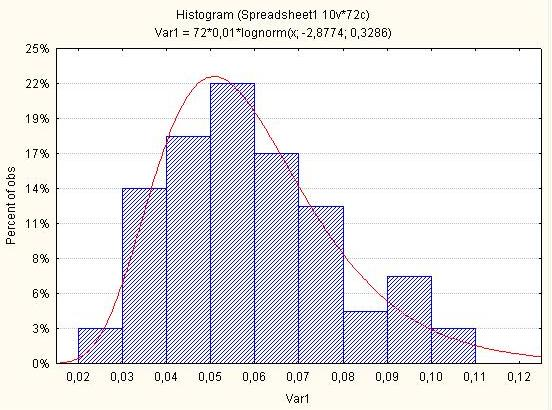 Histogram (Spreadsheet1 10v*72c)
Var1 = 72*0,01*lognorm(x; -2,8774; 0,3286)
25%
22%
19%
17%
14%
11%
8%
6%
3%
0%
Percent of obs
0,02 0,03 0,04 0,05 0,06 0,07 0,08 0,09 0,10 0,11 0,12
Var1